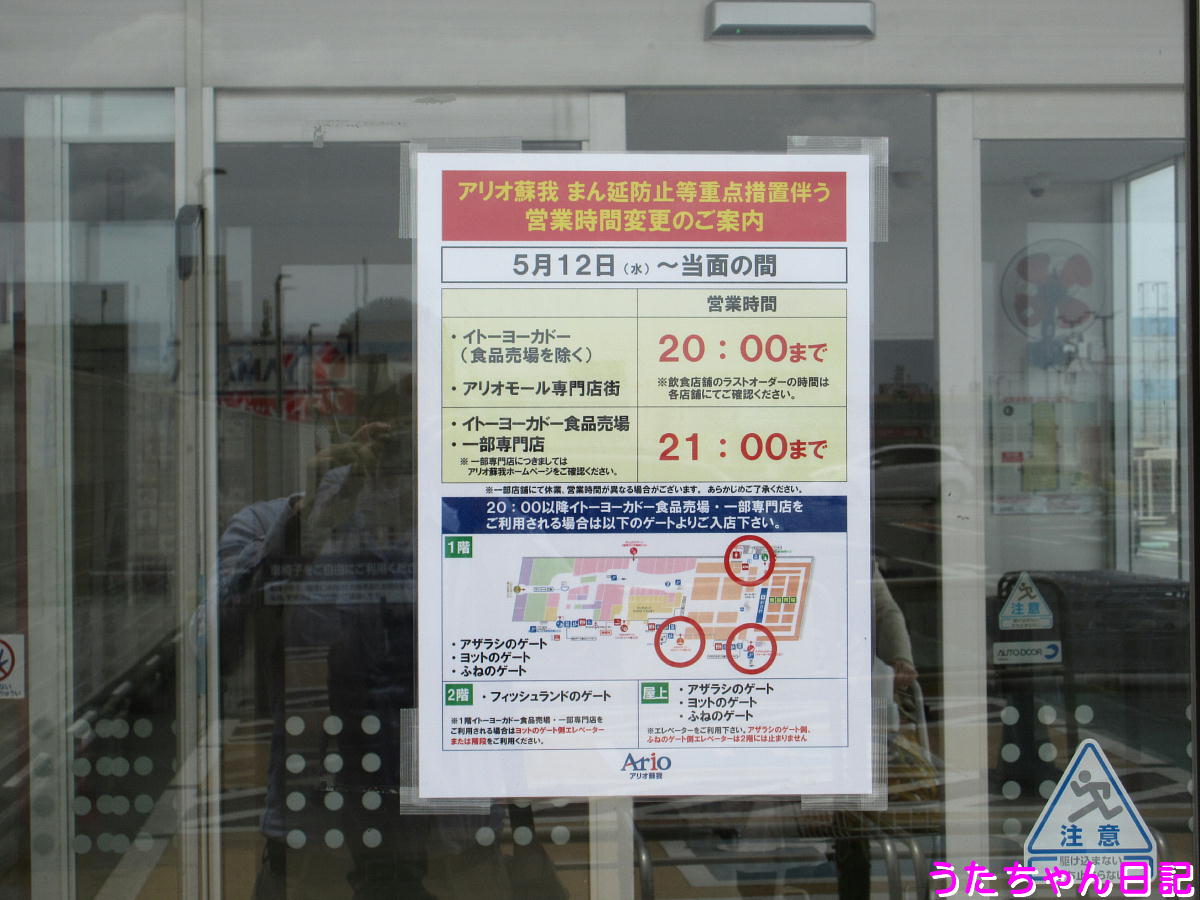 アリオ蘇我 まん延防止等重点措置伴う
営業時間変更のご案内
5月12日（水）～当面の間
営業時間
・イトーヨーカドー
（食品売場を除く）
・アリオモール専門店街
20：00まで
※飲食店舗のラストオーダーの時間は
各店舗にてご確認ください。
・イトーヨーカドー食品売場
・一部専門店
※一部専門店につきましては
アリオ蘇我ホームページをご確認ください。
21：00まで
※一部店舗にて休業、営業時間が異なる場合がございます。あらかじめご了承ください。
20：00以降イトーヨーカドー食品売場・一部専門店を
ご利用される場合は以下のゲートよりご入店下さい。
1階
・アザラシのゲート
・ヨットのゲート
・ふねのゲート
2階 ・フィッシュランドのゲート
※1階イトーヨーカドー食品売場・一部専門店を
ご利用される場合はヨットのゲート側エレベーター
または階段をご利用ください。
屋上 ・アザラシのゲート
・ヨットのゲート
・ふねのゲート
※エレベーターをご利用下さい。アザラシのゲート側、
ふねのゲート側エレベーターは2階には止まりません
Ario
アリオ蘇我
車椅子をご自由にご利用くだ
注意
AUTO DOOR
注意
駆け込まない
うたちゃん日記